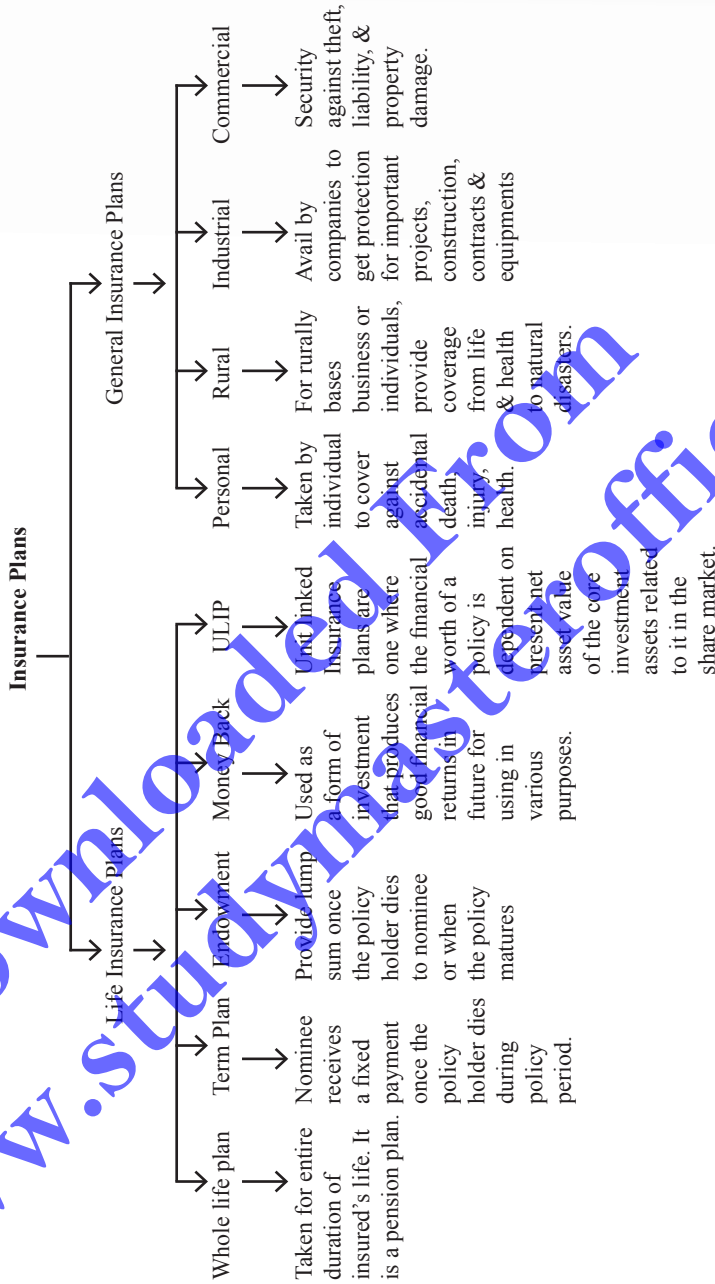 Insurance Plans
Life Insurance Plans
General Insurance Plans
Whole life plan
Taken for entire
duration of
insured’s life. It
is a pension plan.
Term Plan
Nominee
receives
a fixed
payment
once the
policy
holder dies
during
policy
period.
Endowment
Provide lump
sum once
the policy
holder dies
to nominee
or when
the policy
matures
Money Back
Used as
a form of
investment
that produces
good financial
returns in
future for
using in
various
purposes.
ULIP
Unit linked
Insurance
plans are
one where
the financial
worth of a
policy is
dependent on
present net
asset value
of the core
investment
assets related
to it in the
share market.
Personal
Taken by
individual
to cover
against
accidental
death,
injury,
health.
Rural
For rurally
bases
business or
individuals,
provide
coverage
from life
& health
to natural
disasters.
Industrial
Avail by
companies to
get protection
for important
projects,
construction,
contracts &
equipments
Commercial
Security
against theft,
liability, &
property
damage.
ownloaded From
w.studymasteroffic